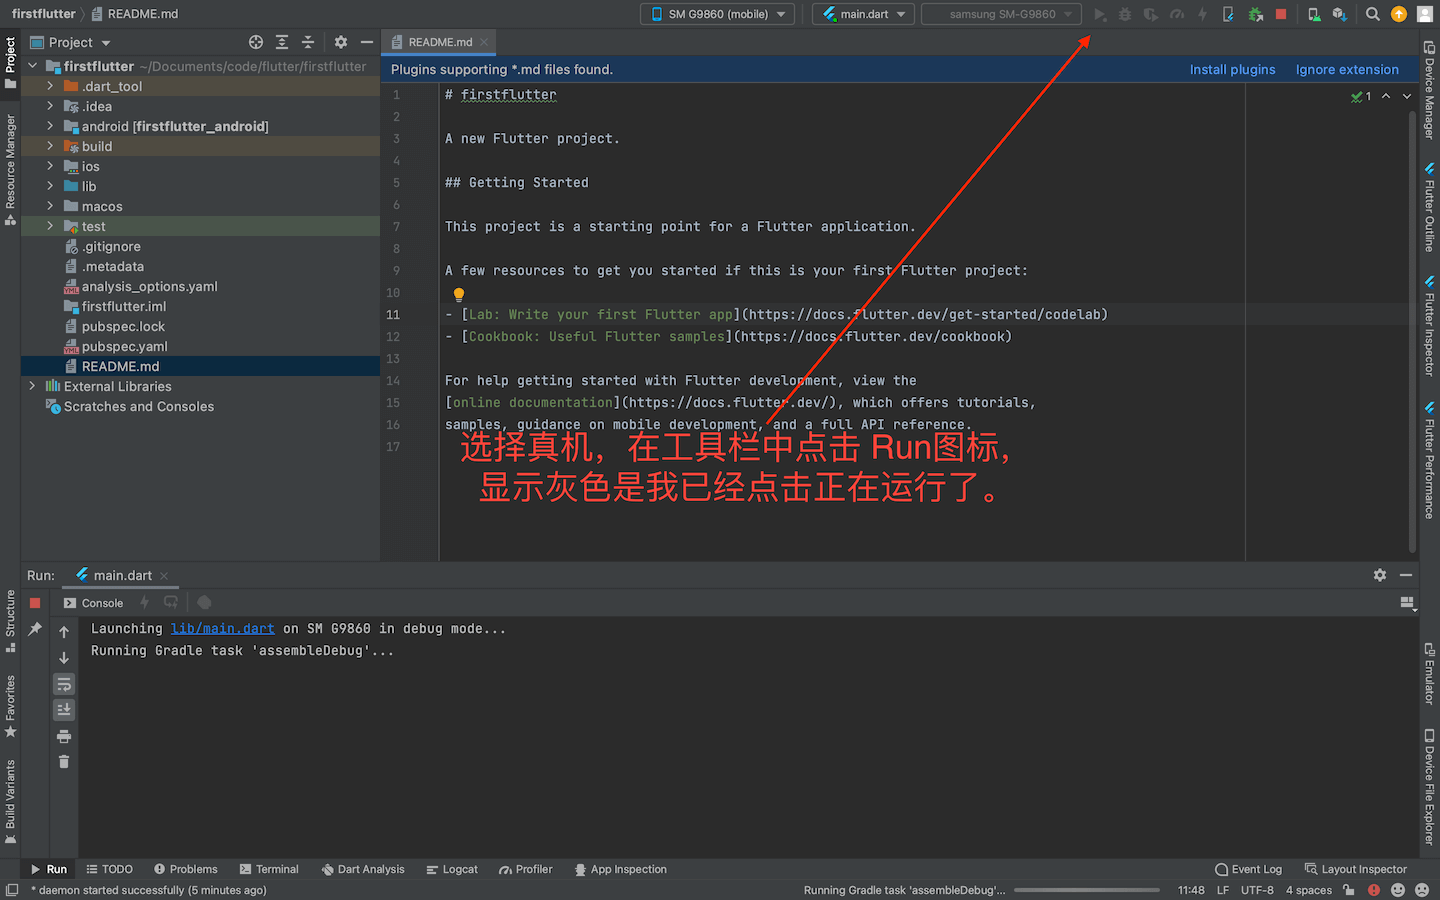 firstflutter
README.md
SM G9860 (mobile)
main.dart
samsung SM-G9860
Project
README.md
Plugins supporting *.md files found.
Install plugins
Ignore extension
firstflutter ~/Documents/code/flutter/firstflutter
.dart_tool
.idea
android [firstflutter_android]
build
ios
lib
macos
test
.gitignore
.metadata
analysis_options.yaml
firstflutter.iml
pubspec.lock
pubspec.yaml
README.md
External Libraries
Scratches and Consoles
1 # firstflutter
2
3 A new Flutter project.
4
5 ## Getting Started
6
7 This project is a starting point for a Flutter application.
8
9 A few resources to get you started if this is your first Flutter project:
10
11 - [Lab: Write your first Flutter app](https://docs.flutter.dev/get-started/codelab)
12 - [Cookbook: Useful Flutter samples](https://docs.flutter.dev/cookbook)
13
14 For help getting started with Flutter development, view the
15 [online documentation](https://docs.flutter.dev/), which offers tutorials,
16 samples, guidance on mobile development, and a full API reference.
17
1
选择真机，在工具栏中点击 Run图标，
显示灰色是我已经点击正在运行了。
Project
Resource Manager
Structure
Favorites
Build Variants
Device Manager
Flutter Outline
Flutter Inspector
Flutter Performance
Emulator
Device File Explorer
Run:
main.dart
Console
Launching lib/main.dart on SM G9860 in debug mode...
Running Gradle task 'assembleDebug'...
Run
TODO
Problems
Terminal
Dart Analysis
Logcat
Profiler
App Inspection
Event Log
Layout Inspector
* daemon started successfully (5 minutes ago)
Running Gradle task 'assembleDebug'...
11:48
LF
UTF-8
4 spaces